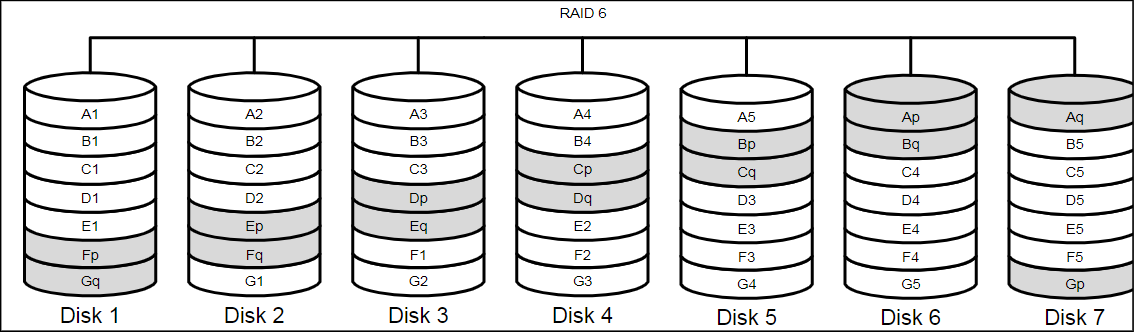 RAID 6
A1 A2 A3 A4 A5 Ap Aq
B1 B2 B3 B4 Bp Bq B5
C1 C2 C3 Cp Cq C4 C5
D1 D2 Dp Dq D3 D4 D5
E1 Ep Eq E2 E3 E4 E5
Fp Fq F1 F2 F3 F4 F5
Gq G1 G2 G3 G4 G5 Gp
Disk 1 Disk 2 Disk 3 Disk 4 Disk 5 Disk 6 Disk 7